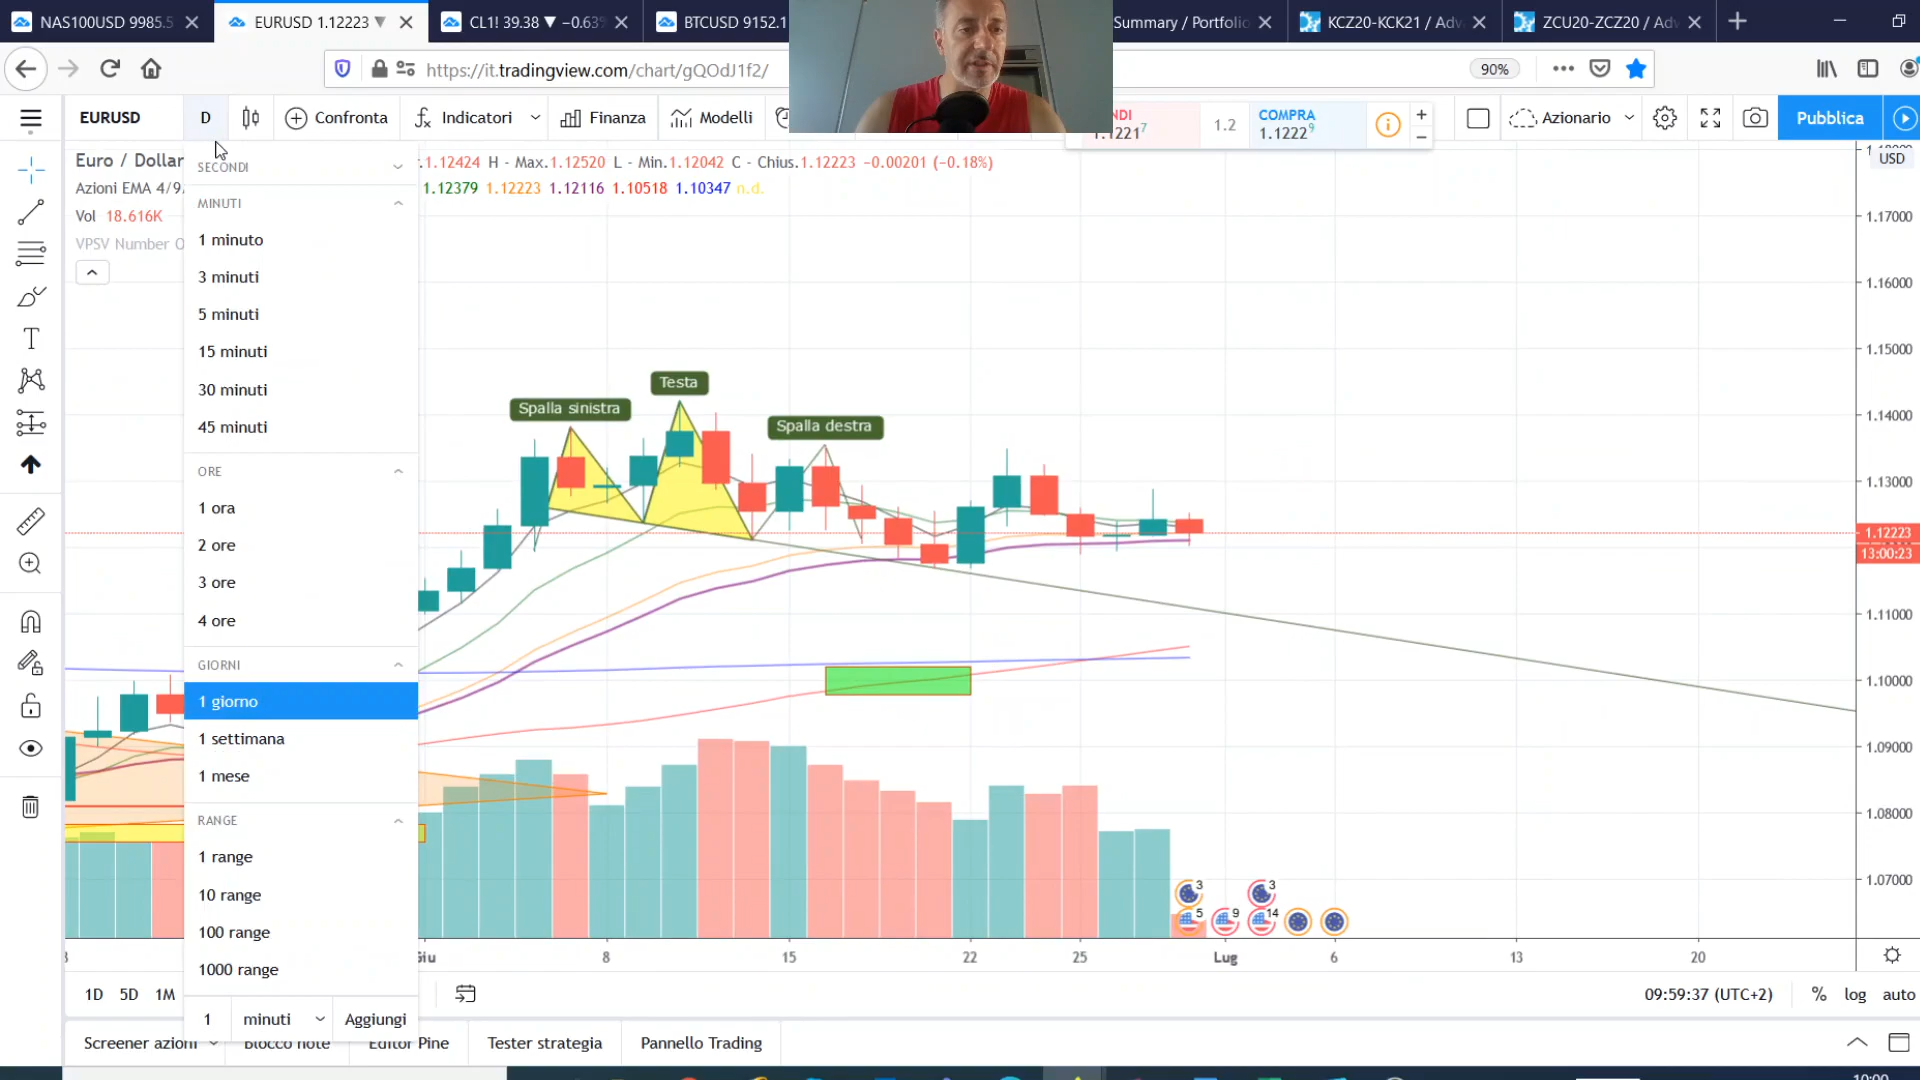 NAS100USD 9985.5
EURUSD 1.12223 ▼
CL1! 39.38 ▼ −0.63%
BTCUSD 9152.1
Summary / Portfolio
KCZ20-KCK21 / Adv
ZCU20-ZCZ20 / Adv
https://it.tradingview.com/chart/gQOdJ1f2/
90%
EURUSD
D
Confronta
Indicatori
Finanza
Modelli
NDI
1.1221⁷
1.2
COMPRA
1.1222⁹
Azionario
Pubblica
Euro / Dollar
.1.12424 H - Max.1.12520 L - Min.1.12042 C - Chius.1.12223 −0.00201 (−0.18%)
Azioni EMA 4/9/
1.12379 1.12223 1.12116 1.10518 1.10347 n.d.
Vol 18.616K
VPSV Number O
SECONDI
MINUTI
1 minuto
3 minuti
5 minuti
15 minuti
30 minuti
45 minuti
ORE
1 ora
2 ore
3 ore
4 ore
GIORNI
1 giorno
1 settimana
1 mese
RANGE
1 range
10 range
100 range
1000 range
1 minuti Aggiungi
Spalla sinistra
Testa
Spalla destra
USD
1.17000
1.16000
1.15000
1.14000
1.13000
1.12223
13:00:23
1.11000
1.10000
1.09000
1.08000
1.07000
3
3
5
9
14
Giu
8
15
22
25
Lug
6
13
20
1D 5D 1M
09:59:37 (UTC+2)
% log auto
Screener azioni
Blocco note
Editor Pine
Tester strategia
Pannello Trading